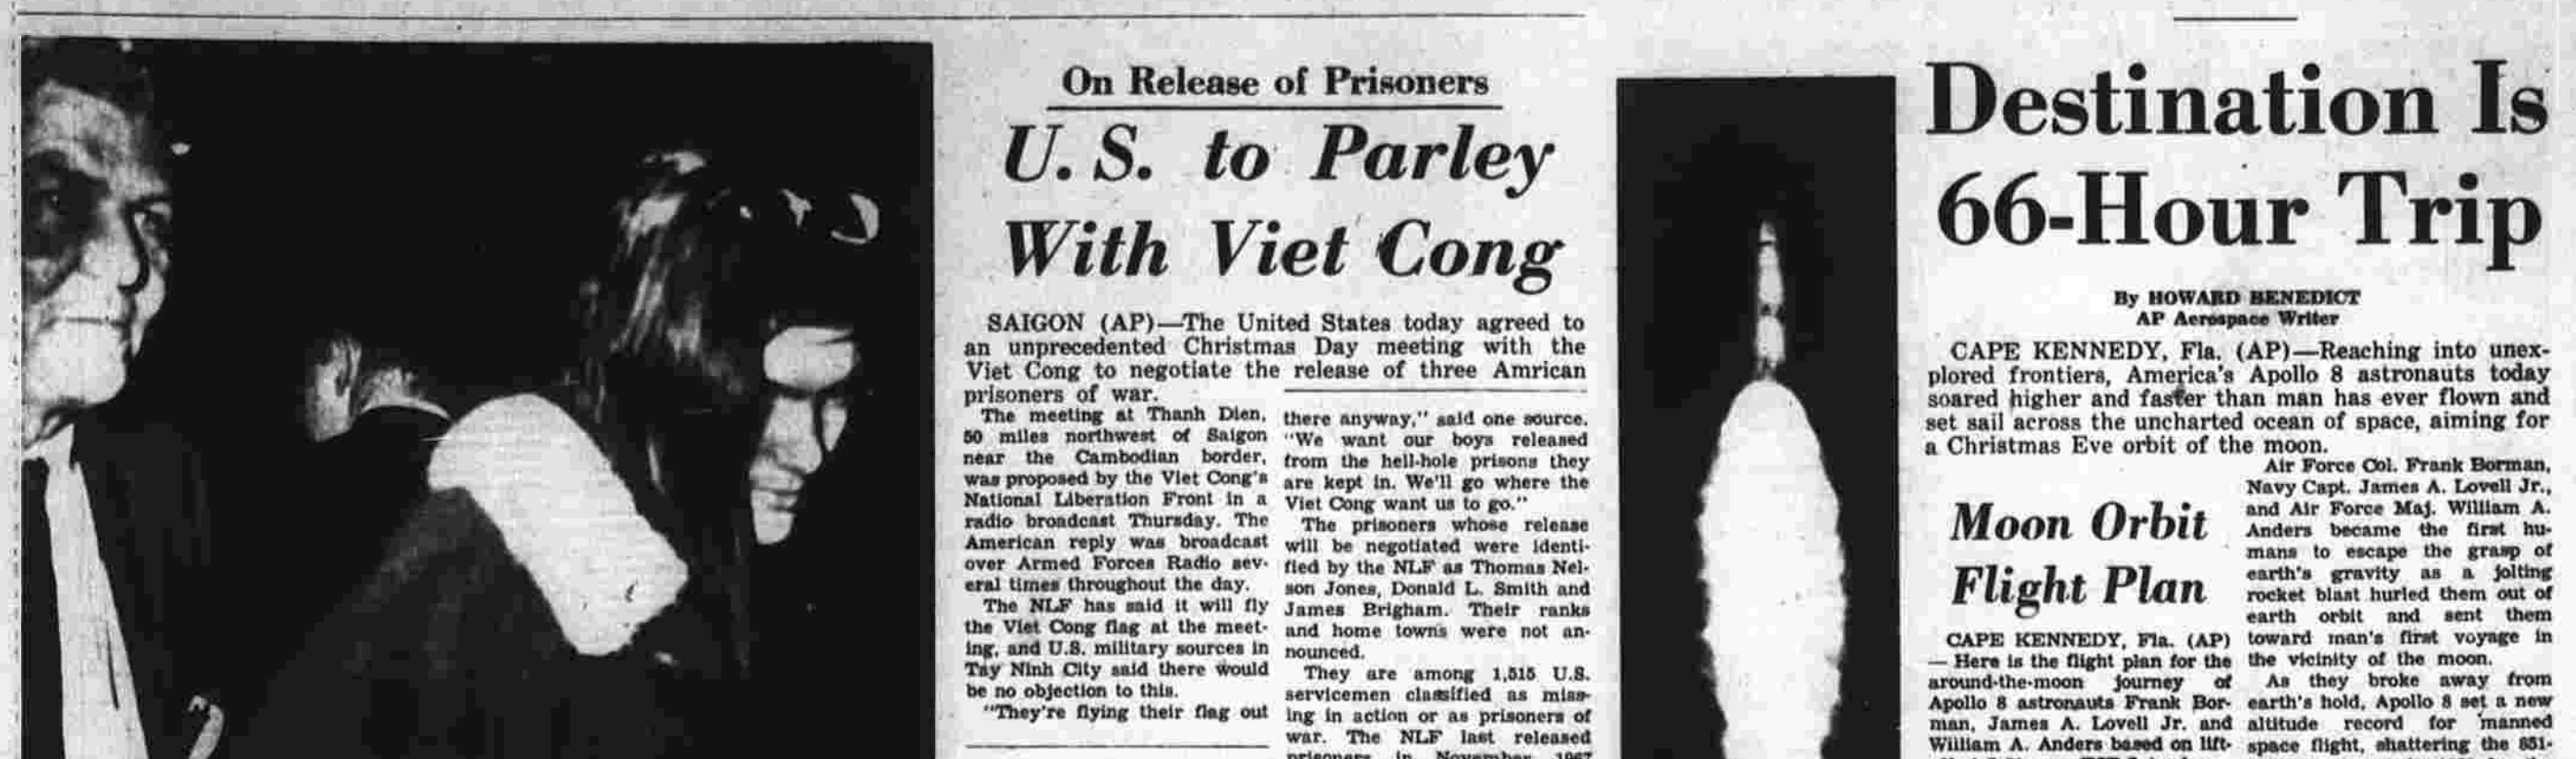 On Release of Prisoners
U. S. to Parley
With Viet Cong
SAIGON (AP)—The United States today agreed to
an unprecedented Christmas Day meeting with the
Viet Cong to negotiate the release of three Amrican
prisoners of war.
The meeting at Thanh Dien,
50 miles northwest of Saigon
near the Cambodian border,
was proposed by the Viet Cong's
National Liberation Front in a
radio broadcast Thursday. The
American reply was broadcast
over Armed Forces Radio sev-
eral times throughout the day.
The NLF has said it will fly
the Viet Cong flag at the meet-
ing, and U.S. military sources in
Tay Ninh City said there would
be no objection to this.
"They're flying their flag out
there anyway," said one source.
"We want our boys released
from the hell-hole prisons they
are kept in. We'll go where the
Viet Cong want us to go."
The prisoners whose release
will be negotiated were identi-
fied by the NLF as Thomas Nel-
son Jones, Donald L. Smith and
James Brigham. Their ranks
and home towns were not an-
nounced.
They are among 1,515 U.S.
servicemen classified as miss-
ing in action or as prisoners of
war. The NLF last released
prisoners in November 1967
Destination Is
66-Hour Trip
By HOWARD BENEDICT
AP Aerospace Writer
CAPE KENNEDY, Fla. (AP)—Reaching into unex-
plored frontiers, America's Apollo 8 astronauts today
soared higher and faster than man has ever flown and
set sail across the uncharted ocean of space, aiming for
a Christmas Eve orbit of the moon.
Moon Orbit
Flight Plan
CAPE KENNEDY, Fla. (AP)
— Here is the flight plan for the
around-the-moon journey of
Apollo 8 astronauts Frank Bor-
man, James A. Lovell Jr. and
William A. Anders based on lift-
Air Force Col. Frank Borman,
Navy Capt. James A. Lovell Jr.,
and Air Force Maj. William A.
Anders became the first hu-
mans to escape the grasp of
earth's gravity as a jolting
rocket blast hurled them out of
earth orbit and sent them
toward man's first voyage in
the vicinity of the moon.
As they broke away from
earth's hold, Apollo 8 set a new
altitude record for manned
space flight, shattering the 851-